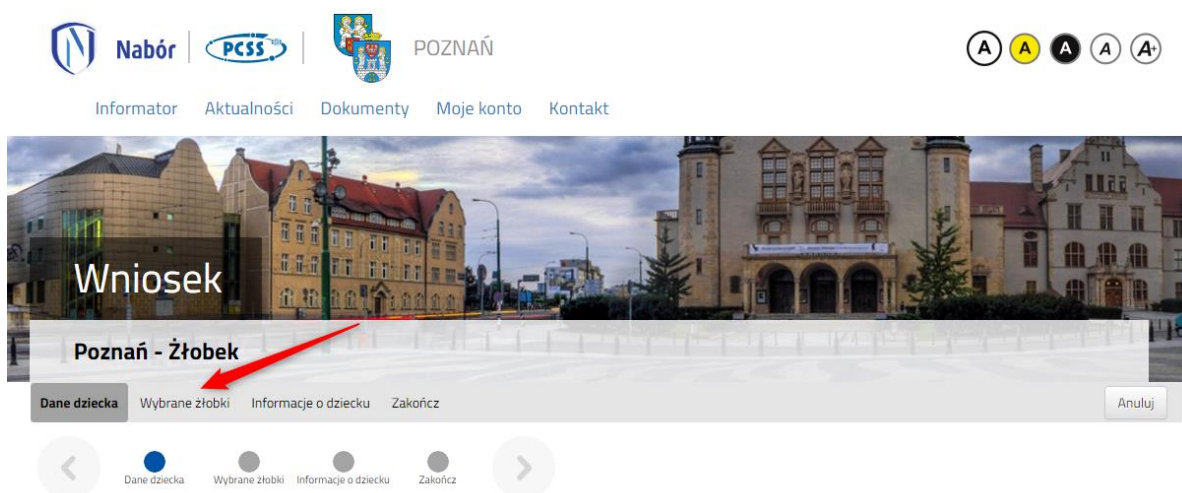 Nabór PCSS POZNAŃ A A A A A+
Informator Aktualności Dokumenty Moje konto Kontakt
Wniosek
Poznań - Żłobek
Dane dziecka Wybrane żłobki Informacje o dziecku Zakończ Anuluj
Dane dziecka Wybrane żłobki Informacje o dziecku Zakończ